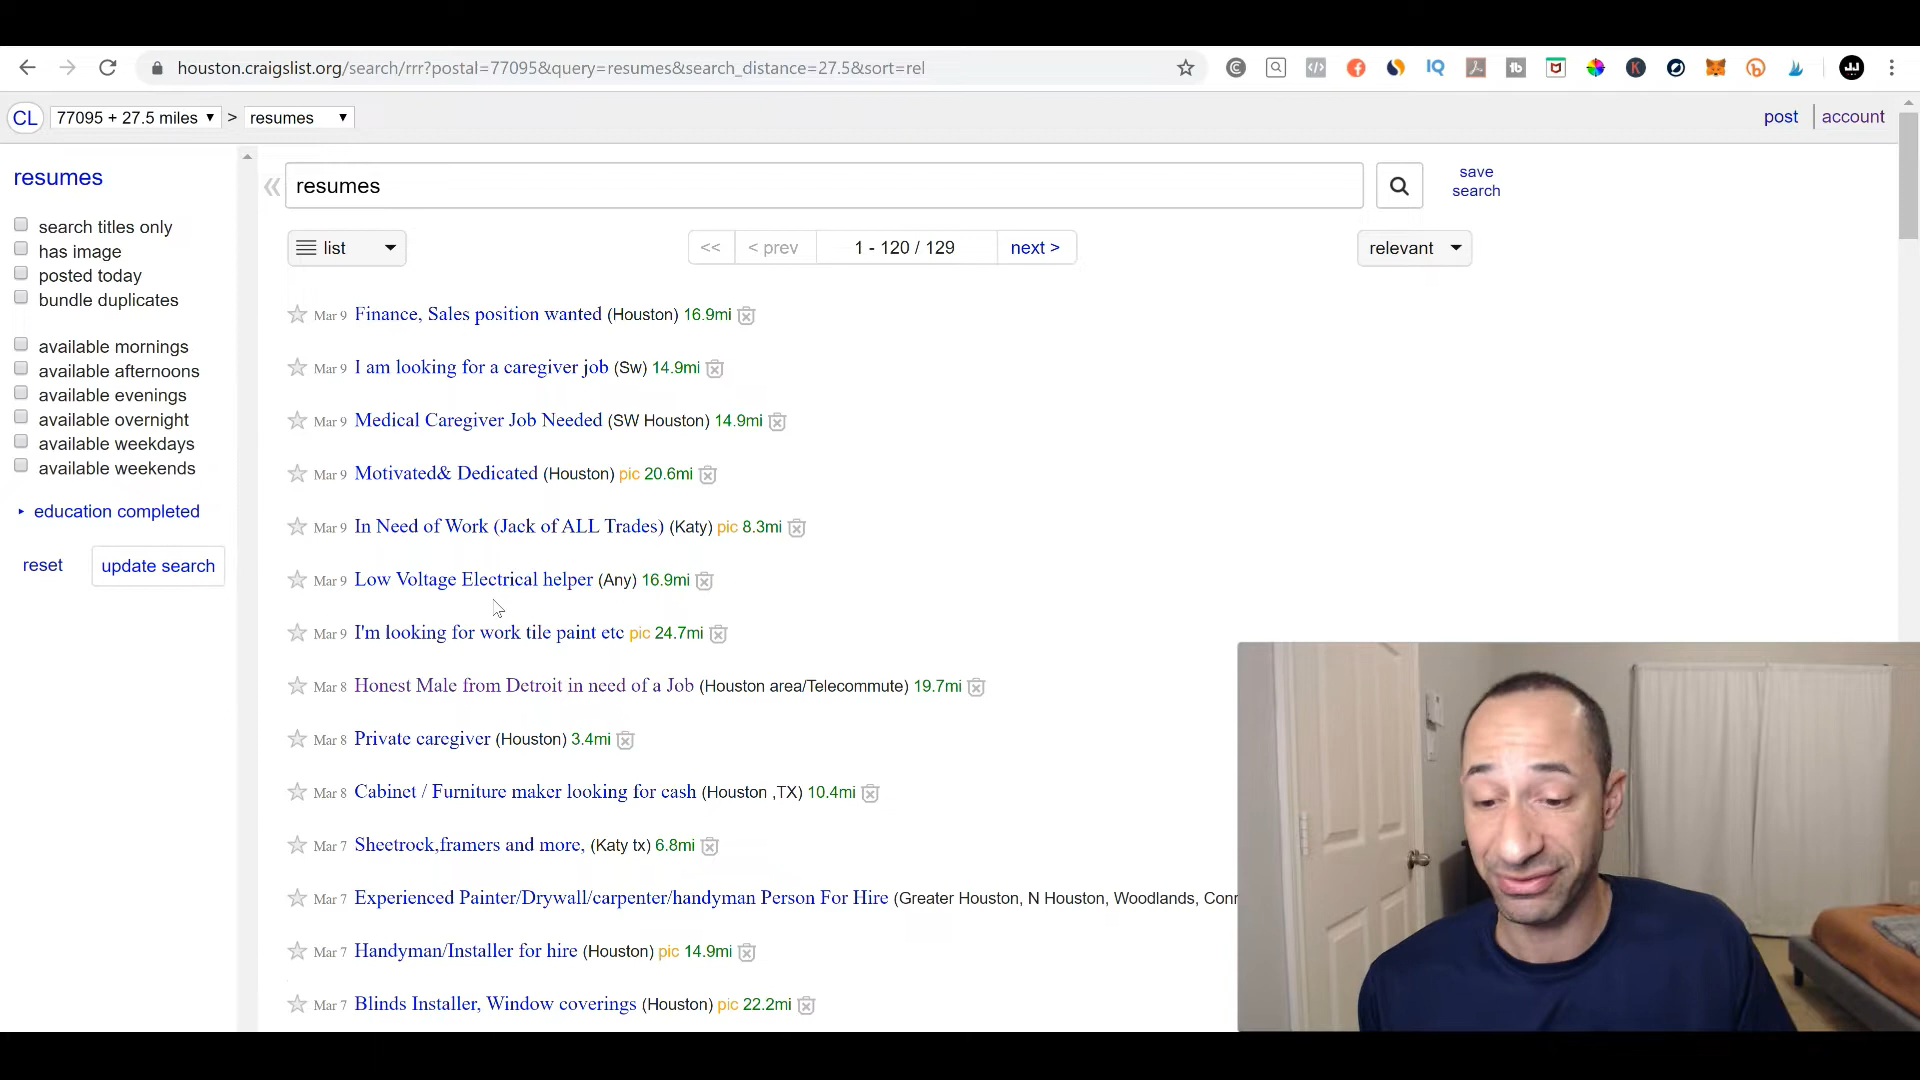 houston.craigslist.org/search/rrr?postal=77095&query=resumes&search_distance=27.5&sort=rel
CL 77095 + 27.5 miles > resumes post account
resumes
search titles only
has image
posted today
bundle duplicates
available mornings
available afternoons
available evenings
available overnight
available weekdays
available weekends
education completed
reset update search
resumes save search
list << < prev 1 - 120 / 129 next > relevant
Mar 9 Finance, Sales position wanted (Houston) 16.9mi
Mar 9 I am looking for a caregiver job (Sw) 14.9mi
Mar 9 Medical Caregiver Job Needed (SW Houston) 14.9mi
Mar 9 Motivated& Dedicated (Houston) pic 20.6mi
Mar 9 In Need of Work (Jack of ALL Trades) (Katy) pic 8.3mi
Mar 9 Low Voltage Electrical helper (Any) 16.9mi
Mar 9 I'm looking for work tile paint etc pic 24.7mi
Mar 8 Honest Male from Detroit in need of a Job (Houston area/Telecommute) 19.7mi
Mar 8 Private caregiver (Houston) 3.4mi
Mar 8 Cabinet / Furniture maker looking for cash (Houston ,TX) 10.4mi
Mar 7 Sheetrock,framers and more, (Katy tx) 6.8mi
Mar 7 Experienced Painter/Drywall/carpenter/handyman Person For Hire (Greater Houston, N Houston, Woodlands, Conr
Mar 7 Handyman/Installer for hire (Houston) pic 14.9mi
Mar 7 Blinds Installer, Window coverings (Houston) pic 22.2mi